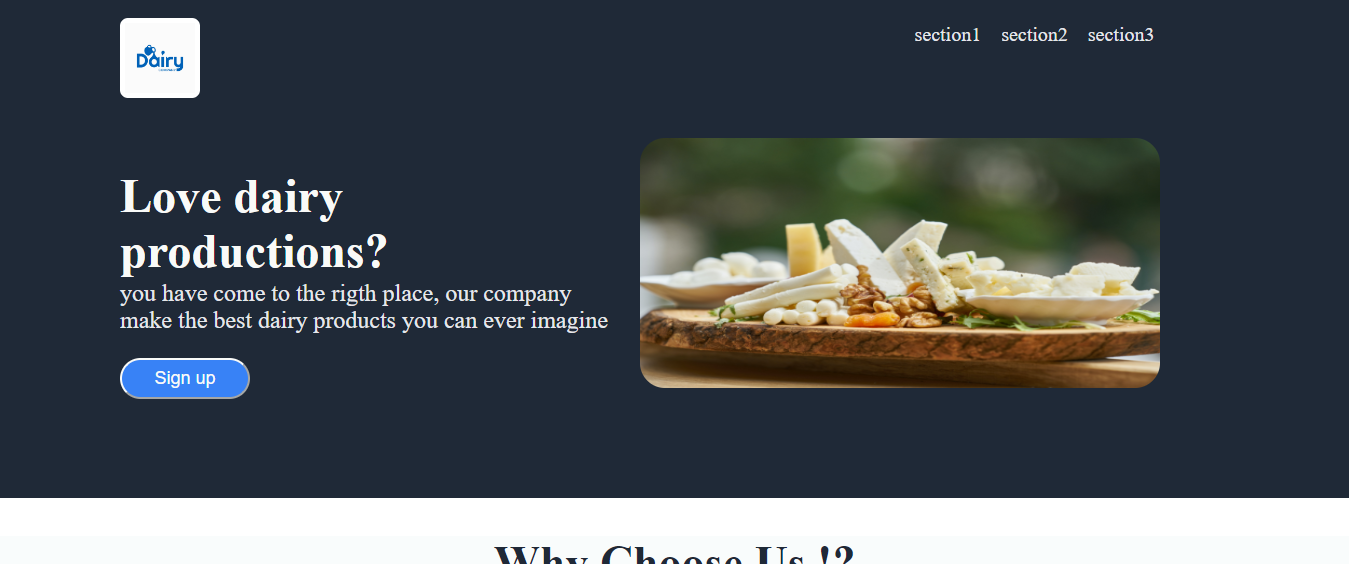 Dairy
section1 section2 section3
Love dairy
productions?
you have come to the rigth place, our company
make the best dairy products you can ever imagine
Sign up
Why Choose Us !?